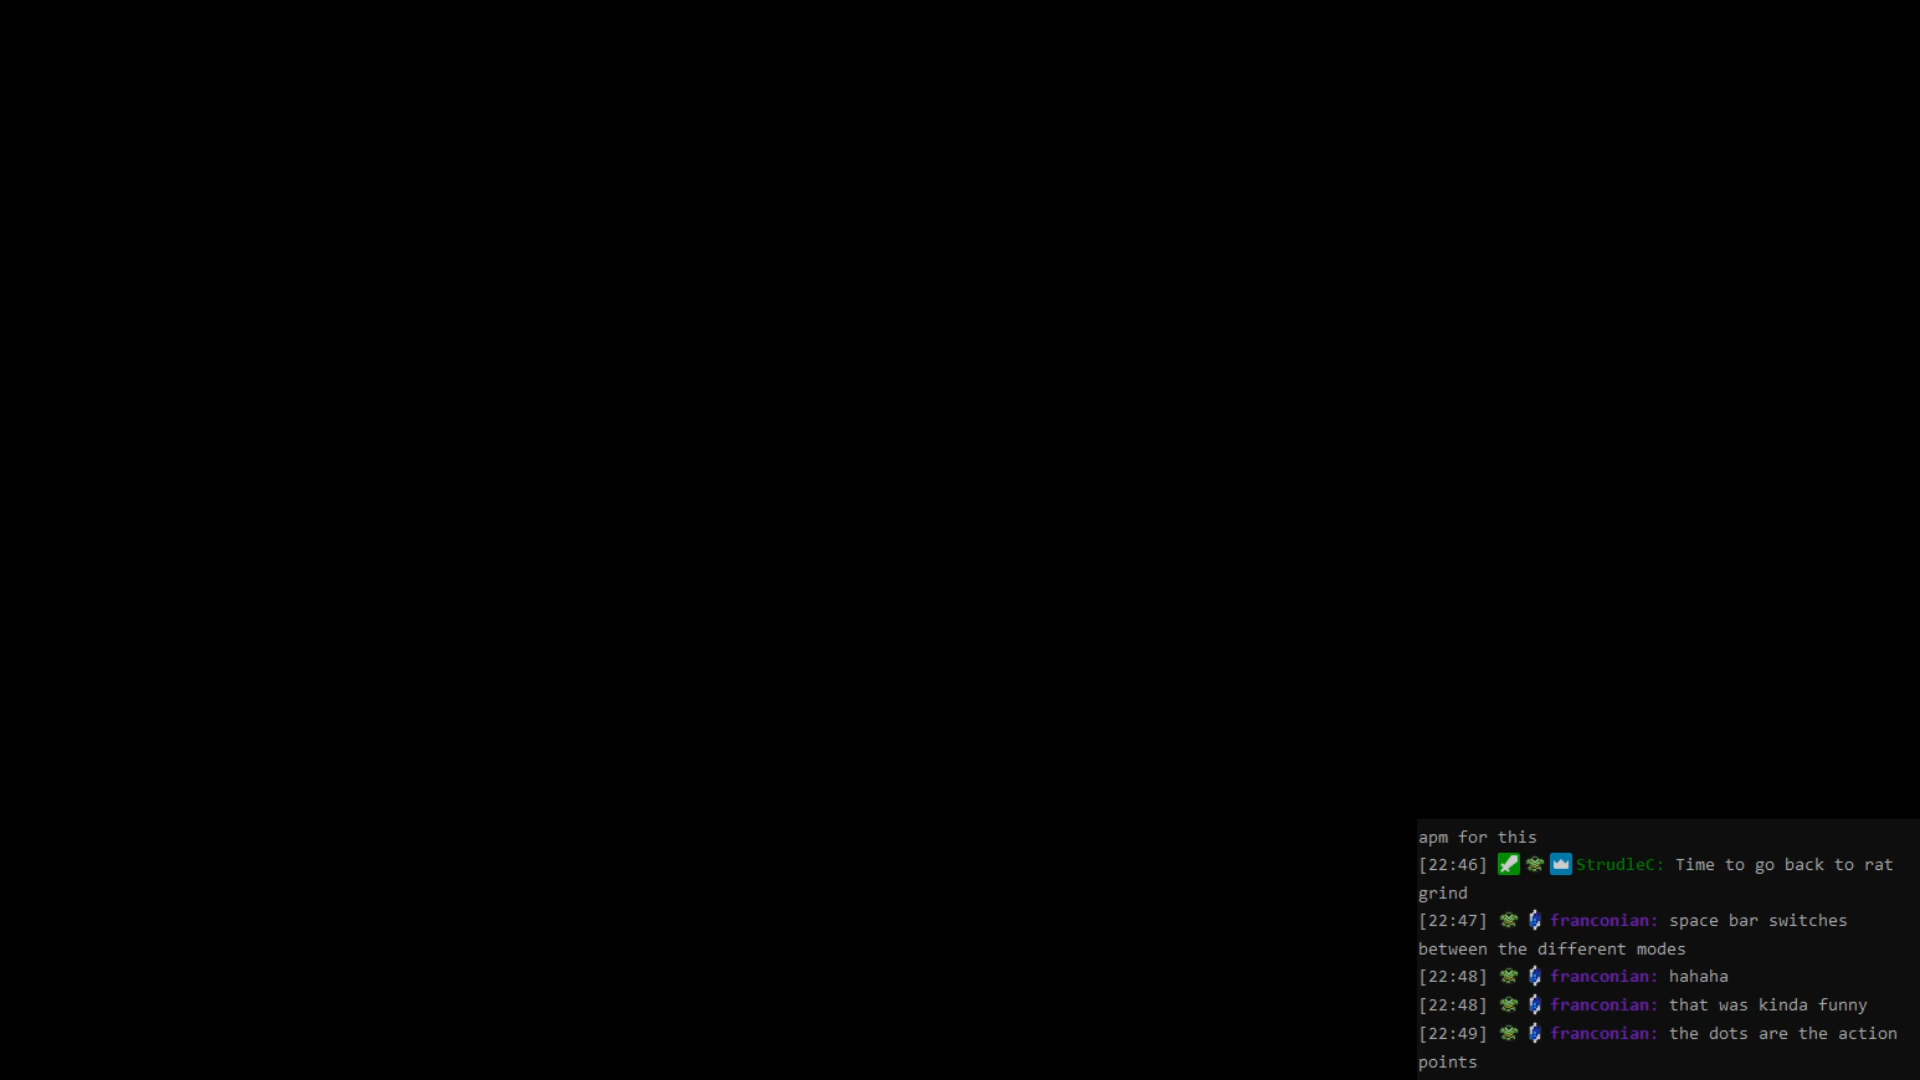 apm for this
[22:46] StrudleC: Time to go back to rat
grind
[22:47] franconian: space bar switches
between the different modes
[22:48] franconian: hahaha
[22:48] franconian: that was kinda funny
[22:49] franconian: the dots are the action
points